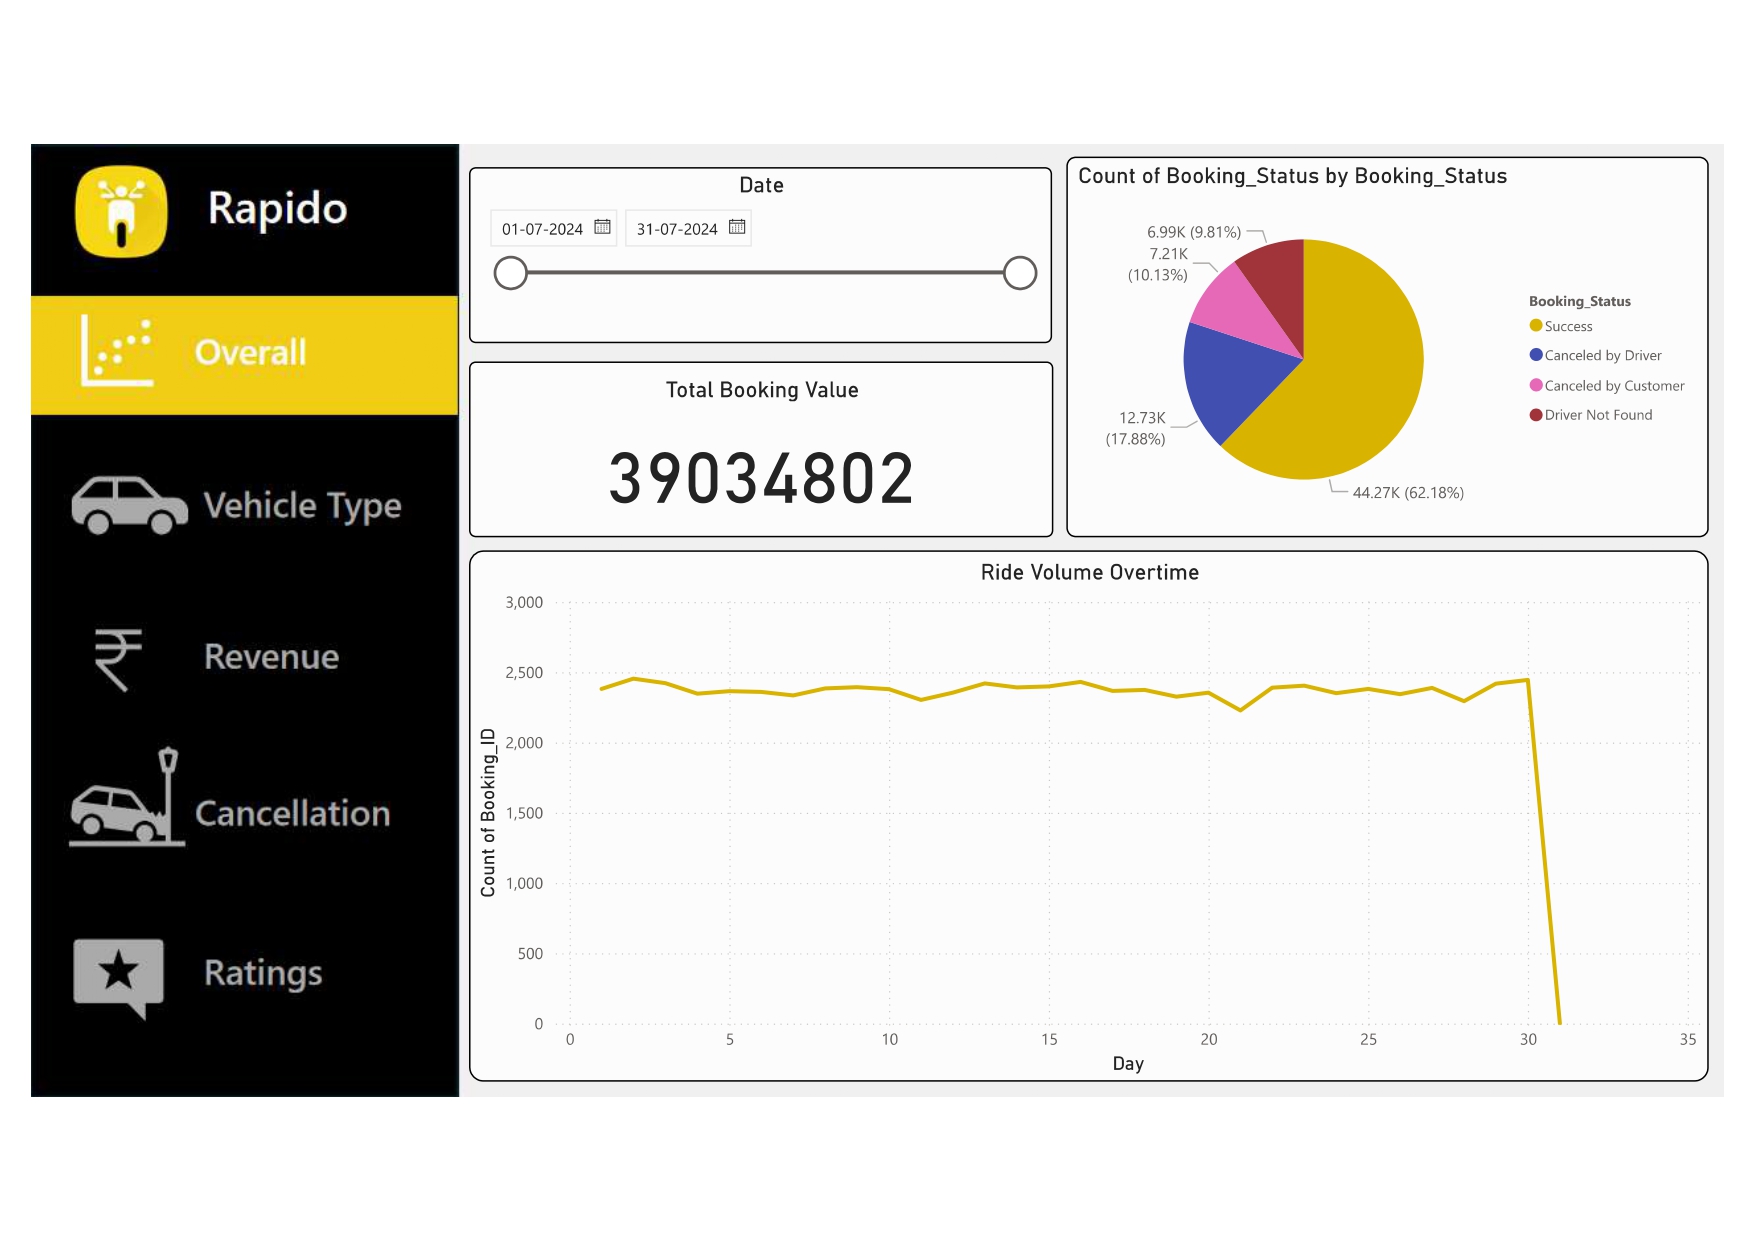 Rapido
Overall
Vehicle Type
Revenue
Cancellation
Ratings
Date
01-07-2024
31-07-2024
Total Booking Value
39034802
Count of Booking_Status by Booking_Status
6.99K (9.81%)
7.21K
(10.13%)
12.73K
(17.88%)
44.27K (62.18%)
Booking_Status
Success
Canceled by Driver
Canceled by Customer
Driver Not Found
Ride Volume Overtime
Count of Booking_ID
3,000
2,500
2,000
1,500
1,000
500
0
0 5 10 15 20 25 30 35
Day